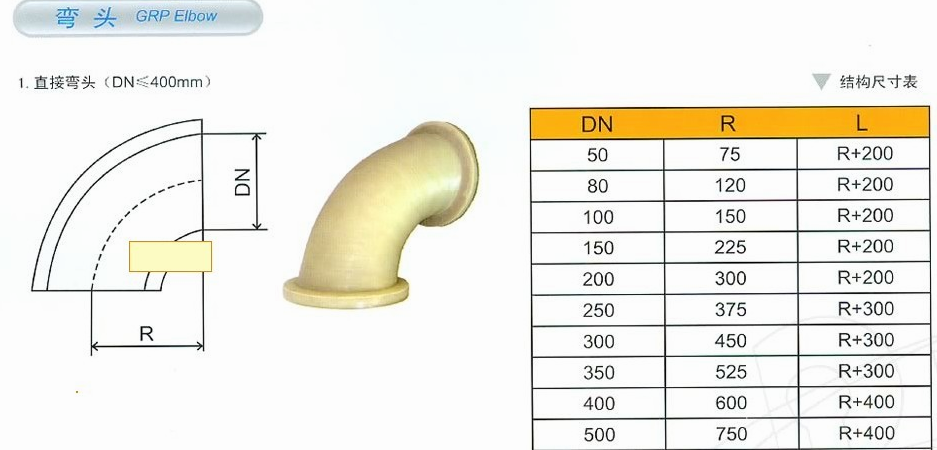 弯头 GRP Elbow
1. 直接弯头（DN≤400mm）
结构尺寸表
DN
R
DN R L
50 75 R+200
80 120 R+200
100 150 R+200
150 225 R+200
200 300 R+200
250 375 R+300
300 450 R+300
350 525 R+300
400 600 R+400
500 750 R+400